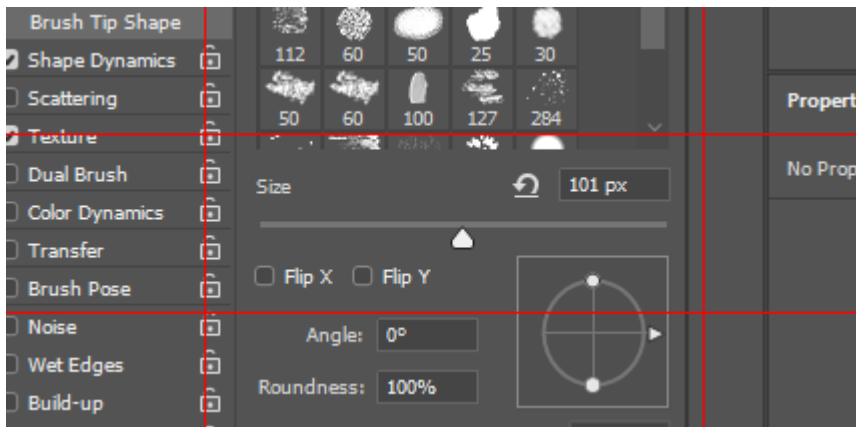 Brush Tip Shape
Shape Dynamics
Scattering
Texture
Dual Brush
Color Dynamics
Transfer
Brush Pose
Noise
Wet Edges
Build-up
112 60 50 25 30
50 60 100 127 284
Size 101 px
Flip X Flip Y
Angle: 0º
Roundness: 100%
Propert
No Prop